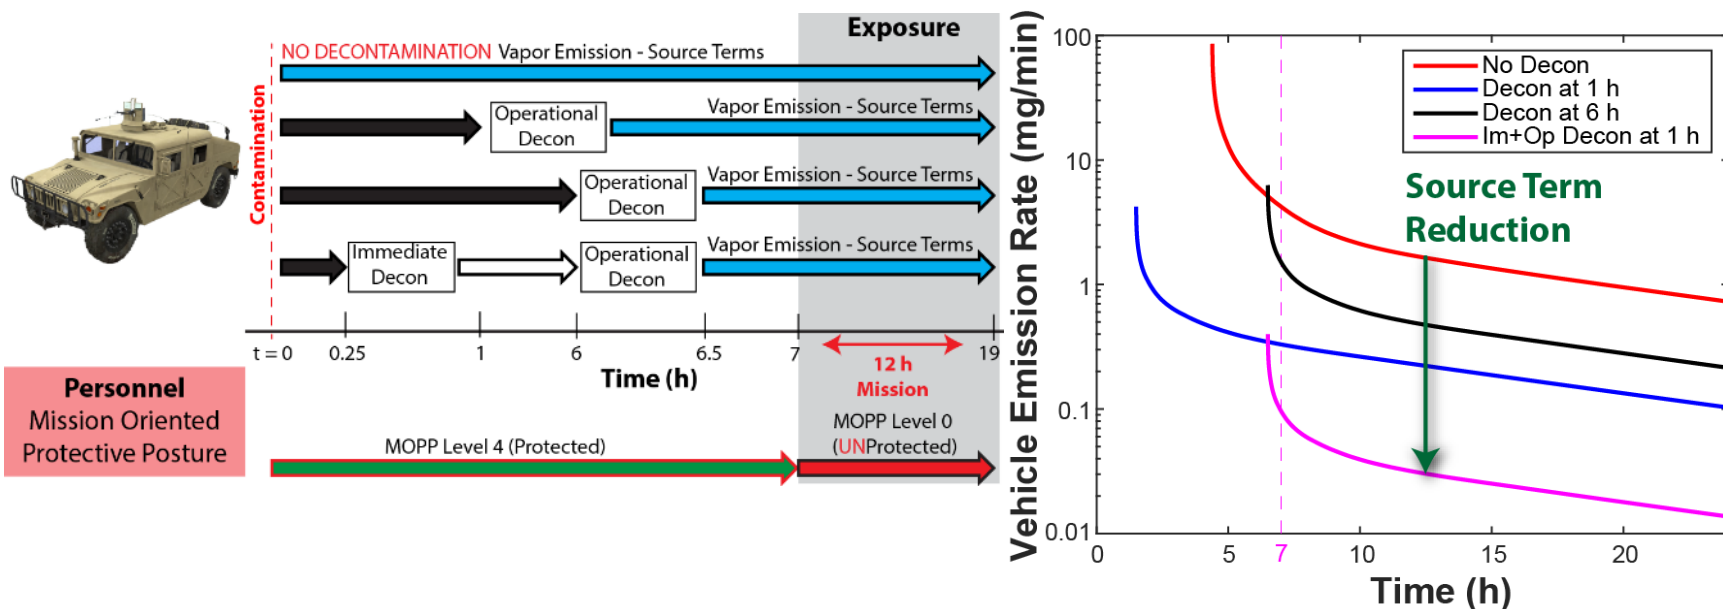 Exposure
NO DECONTAMINATION Vapor Emission - Source Terms
Contamination
Operational
Decon
Vapor Emission - Source Terms
Operational
Decon
Vapor Emission - Source Terms
Immediate
Decon
Operational
Decon
Vapor Emission - Source Terms
t = 0
0.25
1
6
6.5
7
19
Time (h)
12 h
Mission
Personnel
Mission Oriented
Protective Posture
MOPP Level 4 (Protected)
MOPP Level 0
(UNProtected)
Vehicle Emission Rate (mg/min)
100
10
1
0.1
0.01
No Decon
Decon at 1 h
Decon at 6 h
Im+Op Decon at 1 h
Source Term
Reduction
0
5
7
10
15
20
Time (h)